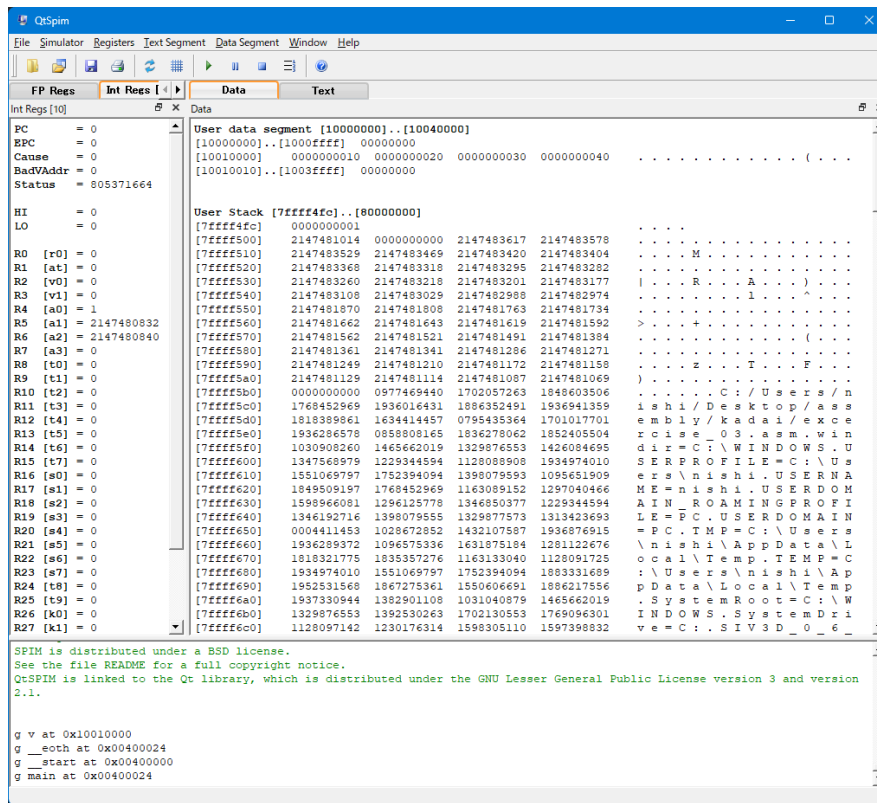 QtSpim
File Simulator Registers Text Segment Data Segment Window Help
FP Regs Int Regs [ Data Text
Int Regs [10] Data
PC = 0
EPC = 0
Cause = 0
BadVAddr = 0
Status = 805371664
HI = 0
LO = 0
R0 [r0] = 0
R1 [at] = 0
R2 [v0] = 0
R3 [v1] = 0
R4 [a0] = 1
R5 [a1] = 2147480832
R6 [a2] = 2147480840
R7 [a3] = 0
R8 [t0] = 0
R9 [t1] = 0
R10 [t2] = 0
R11 [t3] = 0
R12 [t4] = 0
R13 [t5] = 0
R14 [t6] = 0
R15 [t7] = 0
R16 [s0] = 0
R17 [s1] = 0
R18 [s2] = 0
R19 [s3] = 0
R20 [s4] = 0
R21 [s5] = 0
R22 [s6] = 0
R23 [s7] = 0
R24 [t8] = 0
R25 [t9] = 0
R26 [k0] = 0
R27 [k1] = 0
User data segment [10000000]..[10040000]
[10000000]..[1000ffff] 00000000
[10010000] 0000000010 0000000020 0000000030 0000000040 . . . . . . . . . . . . ( . . .
[10010010]..[1003ffff] 00000000
User Stack [7ffff4fc]..[80000000]
[7ffff4fc] 0000000001 . . . .
[7ffff500] 2147481014 0000000000 2147483617 2147483578 . . . . . . . . . . . . . . . .
[7ffff510] 2147483529 2147483469 2147483420 2147483404 . . . . M . . . . . . . . . . .
[7ffff520] 2147483368 2147483318 2147483295 2147483282 . . . . . . . . . . . . . . . .
[7ffff530] 2147483260 2147483218 2147483201 2147483177 | . . . R . . . A . . . ) . . .
[7ffff540] 2147483108 2147483029 2147482988 2147482974 . . . . . . . . l . . . ^ . . .
[7ffff550] 2147481870 2147481808 2147481763 2147481734 . . . . . . . . . . . . . . . .
[7ffff560] 2147481662 2147481643 2147481619 2147481592 > . . . + . . . . . . . . . . .
[7ffff570] 2147481562 2147481521 2147481491 2147481384 . . . . . . . . . . . . ( . . .
[7ffff580] 2147481361 2147481341 2147481286 2147481271 . . . . . . . . . . . . . . . .
[7ffff590] 2147481249 2147481210 2147481172 2147481158 . . . . z . . . T . . . F . . .
[7ffff5a0] 2147481129 2147481114 2147481087 2147481069 ) . . . . . . . . . . . . . . .
[7ffff5b0] 0000000000 0977469440 1702057263 1848603506 . . . . . C : / U s e r s / n
[7ffff5c0] 1768452969 1936016431 1886352491 1936941359 i s h i / D e s k t o p / a s s
[7ffff5d0] 1818389861 1634414457 0795435364 1701017701 e m b l y / k a d a i / e x c e
[7ffff5e0] 1936286578 0858808165 1836278062 1852405504 r c i s e _ 0 3 . a s m . w i n
[7ffff5f0] 1030908260 1465662019 1329876553 1426084695 d i r = C : \ W I N D O W S . U
[7ffff600] 1347568979 1229344594 1128088908 1934974010 S E R P R O F I L E = C : \ U s
[7ffff610] 1551069797 1752394094 1398079593 1095651909 e r s \ n i s h i . U S E R N A
[7ffff620] 1849509197 1768452969 1163089152 1297040466 M E = n i s h i . U S E R D O M
[7ffff630] 1598966081 1296125778 1346850377 1229344594 A I N _ R O A M I N G P R O F I
[7ffff640] 1346192716 1398079555 1329877573 1313423693 L E = P C . U S E R D O M A I N
[7ffff650] 0004411453 1028672852 1432107587 1936876915 = P C . T M P = C : \ U s e r s
[7ffff660] 1936289372 1096575336 1631875184 1281122676 \ n i s h i \ A p p D a t a \ L
[7ffff670] 1818321775 1835357276 1163133040 1128091725 o c a l \ T e m p . T E M P = C
[7ffff680] 1934974010 1551069797 1752394094 1883331689 : \ U s e r s \ n i s h i \ A p
[7ffff690] 1952531568 1867275361 1550606691 1886217556 p D a t a \ L o c a l \ T e m p
[7ffff6a0] 1937330944 1382901108 1031040879 1465662019 . S y s t e m R o o t = C : \ W
[7ffff6b0] 1329876553 1392530263 1702130553 1769096301 I N D O W S . S y s t e m D r i
[7ffff6c0] 1128097142 1230176314 1598305110 1597398832 v e = C : . S I V 3 D _ 0 _ 6 _
SPIM is distributed under a BSD license.
See the file README for a full copyright notice.
QtSPIM is linked to the Qt library, which is distributed under the GNU Lesser General Public License version 3 and version
2.1.
g v at 0x10010000
g __eoth at 0x00400024
g __start at 0x00400000
g main at 0x00400024